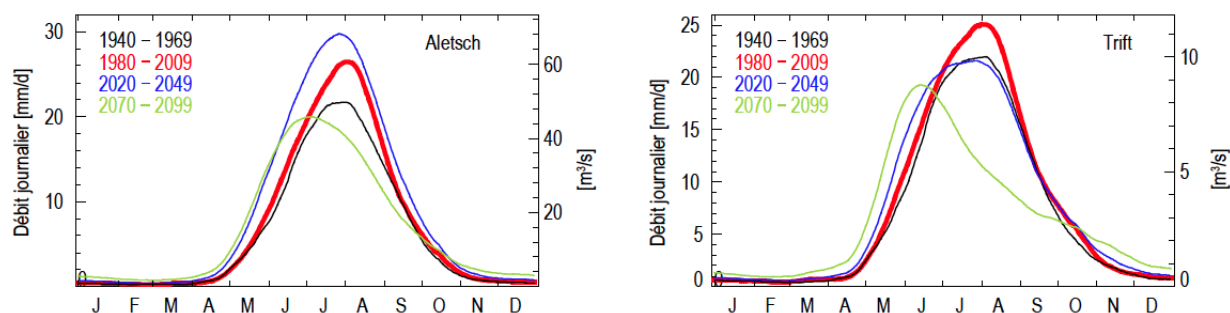 Aletsch
1940 – 1969
1980 – 2009
2020 – 2049
2070 – 2099
Débit journalier [mm/d]
30
20
10
0
[m³/s]
60
40
20
J F M A M J J A S O N D
Trift
1940 – 1969
1980 – 2009
2020 – 2049
2070 – 2099
Débit journalier [mm/d]
25
20
15
10
5
0
[m³/s]
10
5
0
J F M A M J J A S O N D